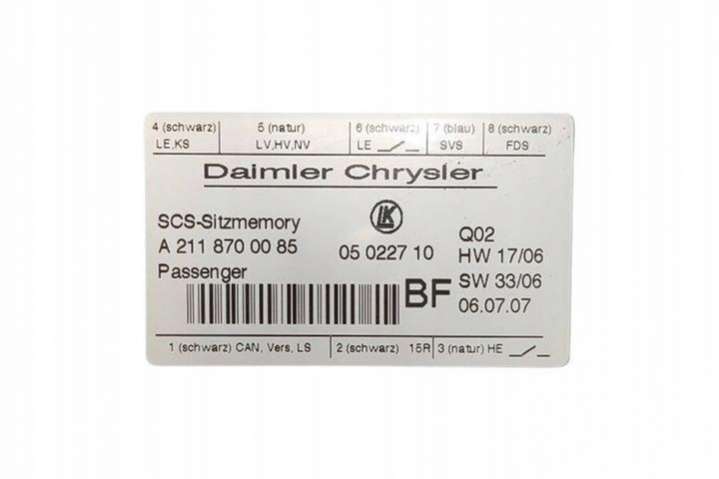 4 (schwarz) 5 (natur) 6 (schwarz) 7 (blau) 8 (schwarz)
LE,KS LV,HV,NV LE SVS FDS
Daimler Chrysler
SCS-Sitzmemory LK Q02
A 211 870 00 85 05 0227 10 HW 17/06
Passenger BF SW 33/06
06.07.07
1 (schwarz) CAN, Vers, LS 2 (schwarz) 15R 3 (natur) HE